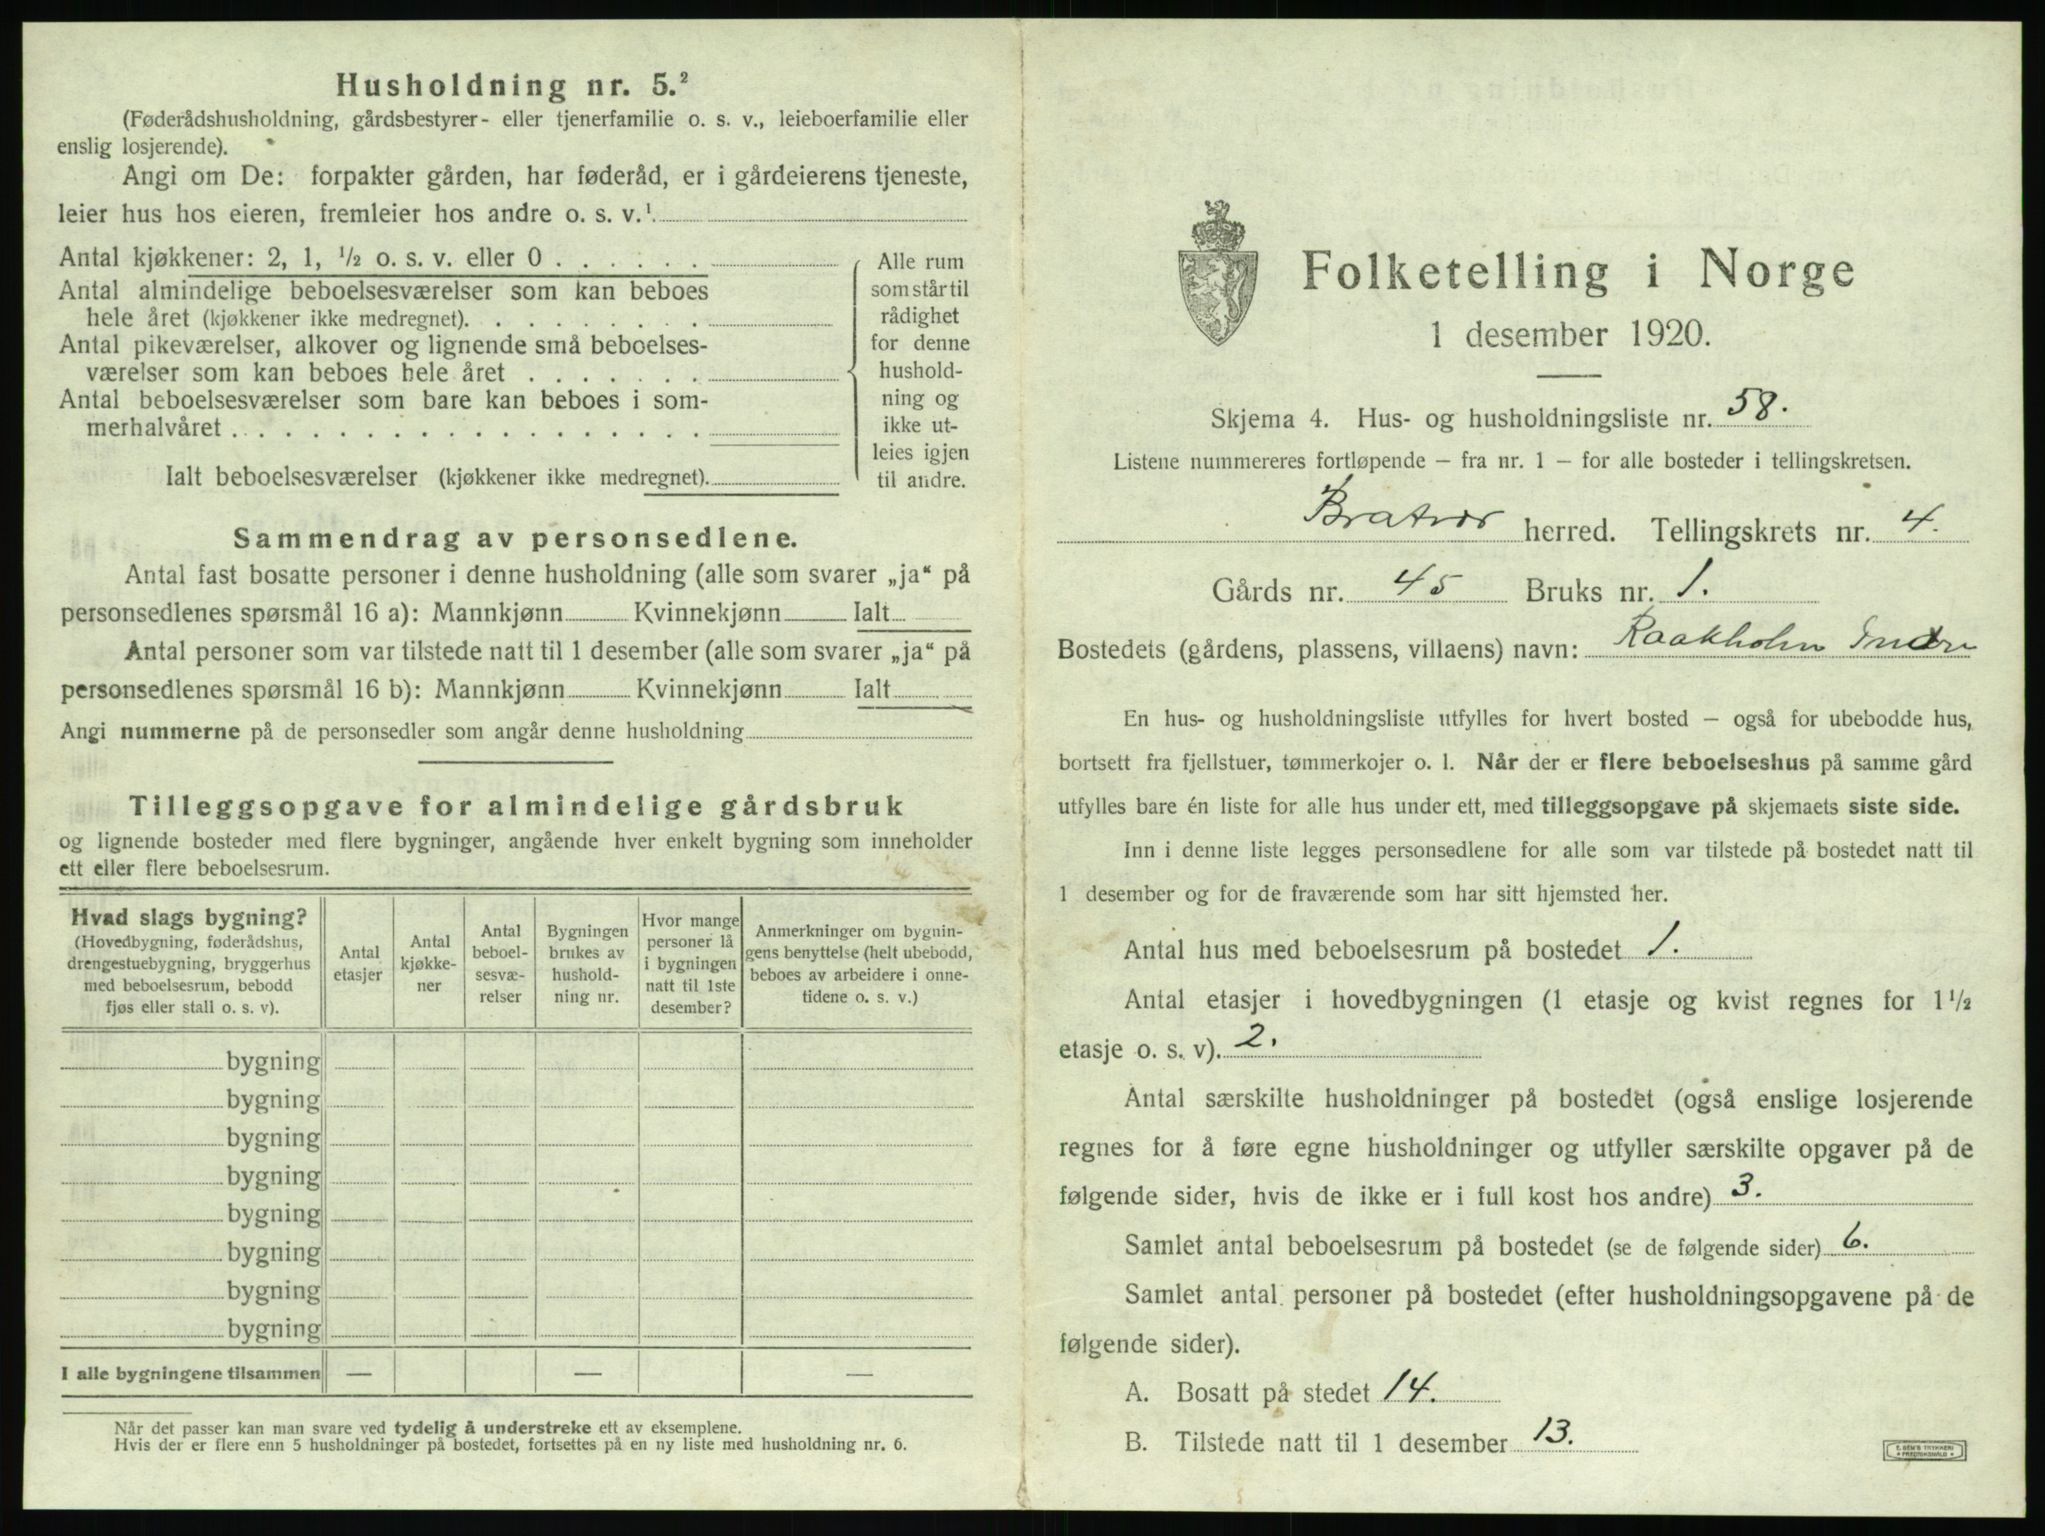 Husholdning nr. 5.²
(Føderådshusholdning, gårdsbestyrer- eller tjenerfamilie o. s. v., leieboerfamilie eller
enslig losjerende).
Angi om De: forpakter gården, har føderåd, er i gårdeierens tjeneste,
leier hus hos eieren, fremleier hos andre o. s. v.¹
Antal kjøkkener: 2, 1, ½ o. s. v. eller 0 . . . . . .
Antal almindelige beboelsesværelser som kan beboes
hele året (kjøkkener ikke medregnet). . . . . . . . .
Antal pikeværelser, alkover og lignende små beboelses-
værelser som kan beboes hele året . . . . . . .
Antal beboelsesværelser som bare kan beboes i som-
merhalvåret . . . . . . . . . . . . . . . . . .
Ialt beboelsesværelser (kjøkkener ikke medregnet).
Alle rum
som står til
rådighet
for denne
hushold-
ning og
ikke ut-
leies igjen
til andre.
Sammendrag av personsedlene.
Antal fast bosatte personer i denne husholdning (alle som svarer „ja“ på
personsedlenes spørsmål 16 a): Mannkjønn Kvinnekjønn Ialt
Antal personer som var tilstede natt til 1 desember (alle som svarer „ja“ på
personsedlenes spørsmål 16 b): Mannkjønn Kvinnekjønn Ialt
Angi nummerne på de personsedler som angår denne husholdning
Tilleggsopgave for almindelige gårdsbruk
og lignende bosteder med flere bygninger, angående hver enkelt bygning som inneholder
ett eller flere beboelsesrum.
Hvad slags bygning?
(Hovedbygning, føderådshus,
drengestuebygning, bryggerhus
med beboelsesrum, bebodd
fjøs eller stall o. s. v).
Antal
etasjer
Antal
kjøkke-
ner
Antal
beboel-
sesvæ-
relser
Bygningen
brukes av
hushold-
ning nr.
Hvor mange
personer lå
i bygningen
natt til 1ste
desember?
Anmerkninger om bygnin-
gens benyttelse (helt ubebodd,
beboes av arbeidere i onne-
tidene o. s. v.)
bygning
bygning
bygning
bygning
bygning
bygning
bygning
bygning
I alle bygningene tilsammen — — —
Når det passer kan man svare ved tydelig å understreke ett av eksemplene.
Hvis der er flere enn 5 husholdninger på bostedet, fortsettes på en ny liste med husholdning nr. 6.
Folketelling i Norge
1 desember 1920.
Skjema 4. Hus- og husholdningsliste nr. 58.
Listene nummereres fortløpende – fra nr. 1 – for alle bosteder i tellingskretsen.
Bratvær herred. Tellingskrets nr. 4.
Gårds nr. 45 Bruks nr. 1.
Bostedets (gårdens, plassens, villaens) navn: Raakholm Indre
En hus- og husholdningsliste utfylles for hvert bosted – også for ubebodde hus,
bortsett fra fjellstuer, tømmerkojer o. l. Når der er flere beboelseshus på samme gård
utfylles bare én liste for alle hus under ett, med tilleggsopgave på skjemaets siste side.
Inn i denne liste legges personsedlene for alle som var tilstede på bostedet natt til
1 desember og for de fraværende som har sitt hjemsted her.
Antal hus med beboelsesrum på bostedet 1.
Antal etasjer i hovedbygningen (1 etasje og kvist regnes for 1½
etasje o. s. v). 2.
Antal særskilte husholdninger på bostedet (også enslige losjerende
regnes for å føre egne husholdninger og utfyller særskilte opgaver på de
følgende sider, hvis de ikke er i full kost hos andre) 3.
Samlet antal beboelsesrum på bostedet (se de følgende sider) 6.
Samlet antal personer på bostedet (efter husholdningsopgavene på de
følgende sider).
A. Bosatt på stedet 14.
B. Tilstede natt til 1 desember 13.